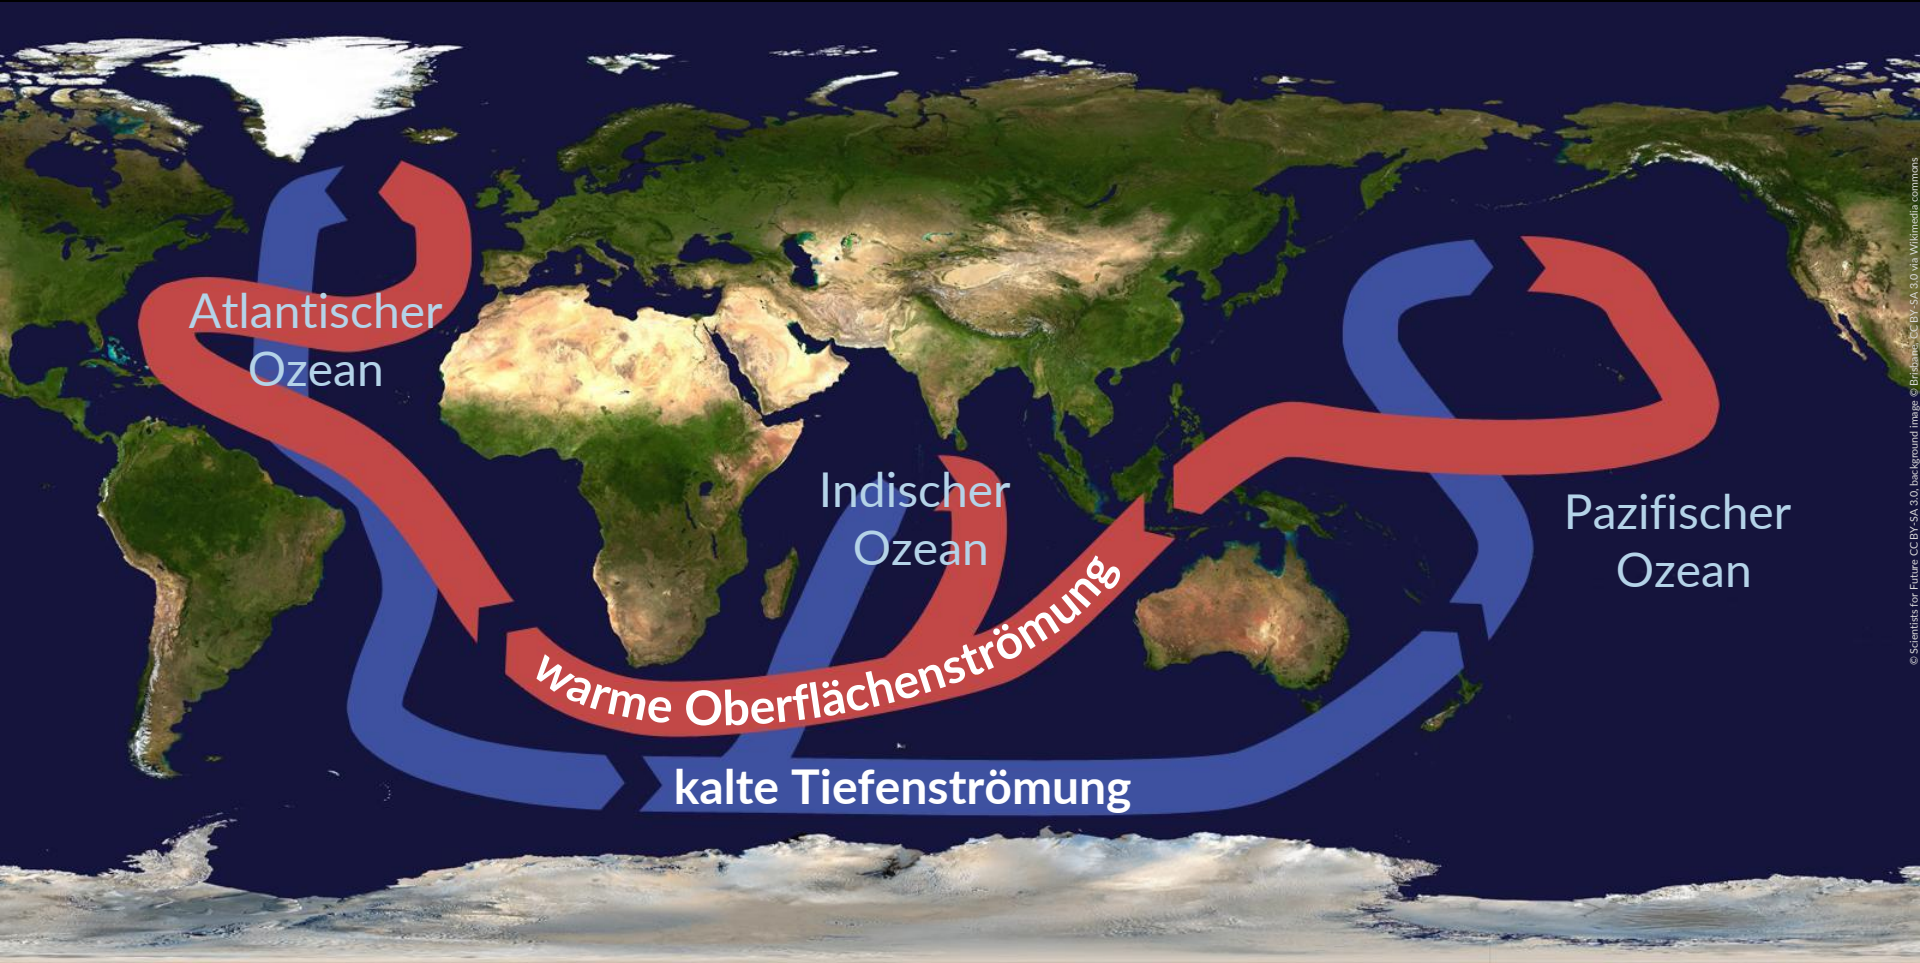 Atlantischer
Ozean
Indischer
Ozean
Pazifischer
Ozean
warme Oberflächenströmung
kalte Tiefenströmung
© Scientists for Future CC BY-SA 3.0, background image © Brisbane, CC BY-SA 3.0 via Wikimedia commons